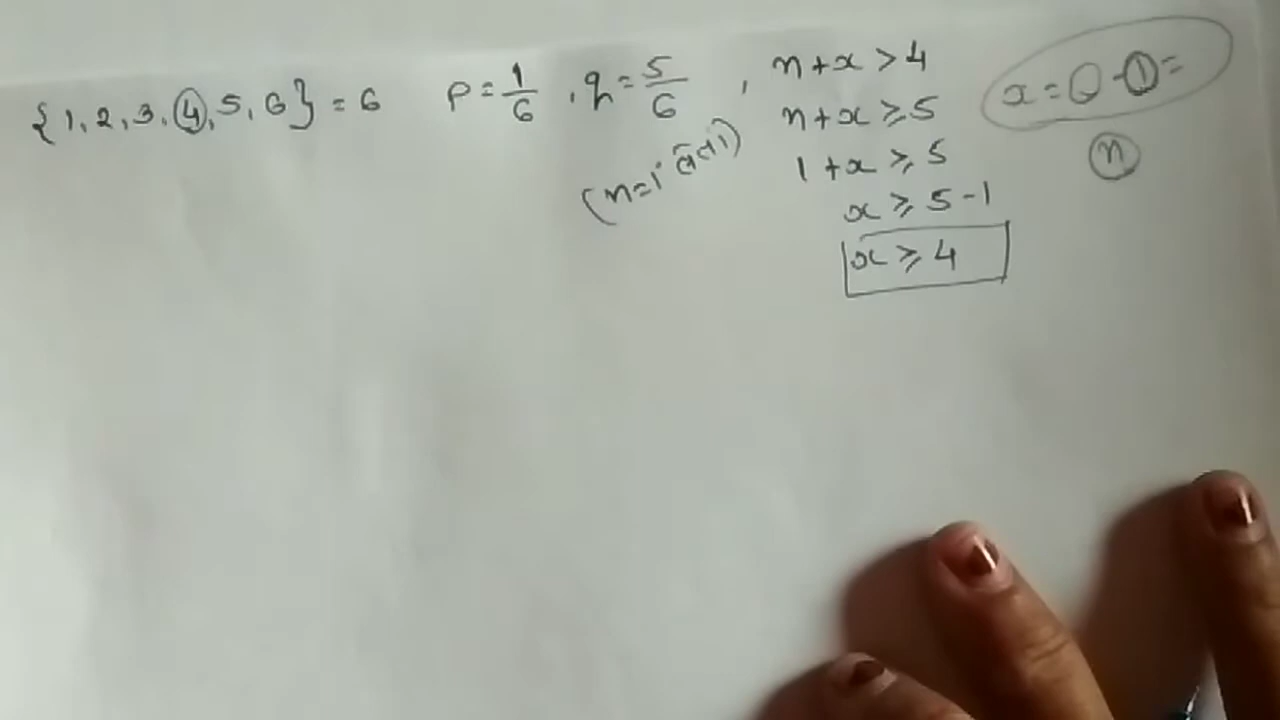 {1, 2, 3, 4, 5, 6} = 6 P = 1/6 , q = 5/6 , n + x > 4
n + x ≥ 5
(n=1 લેતા)
1 + x ≥ 5
x ≥ 5 - 1
x ≥ 4
x = - 1 =
n